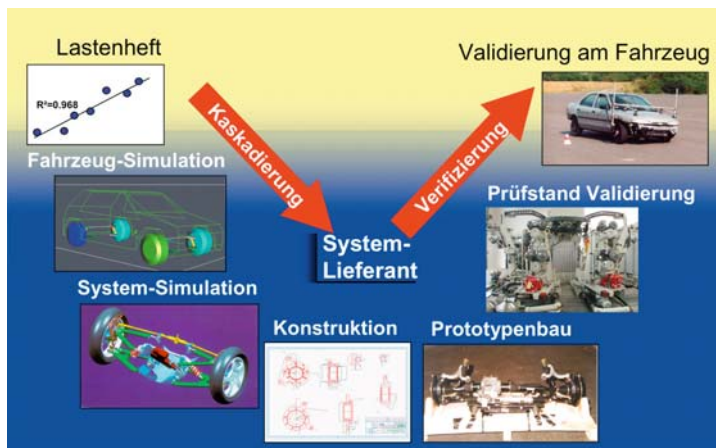 Lastenheft
R²=0.968
Fahrzeug-Simulation
System-Simulation
Kaskadierung
System-
Lieferant
Konstruktion
Prototypenbau
Verifizierung
Validierung am Fahrzeug
Prüfstand Validierung